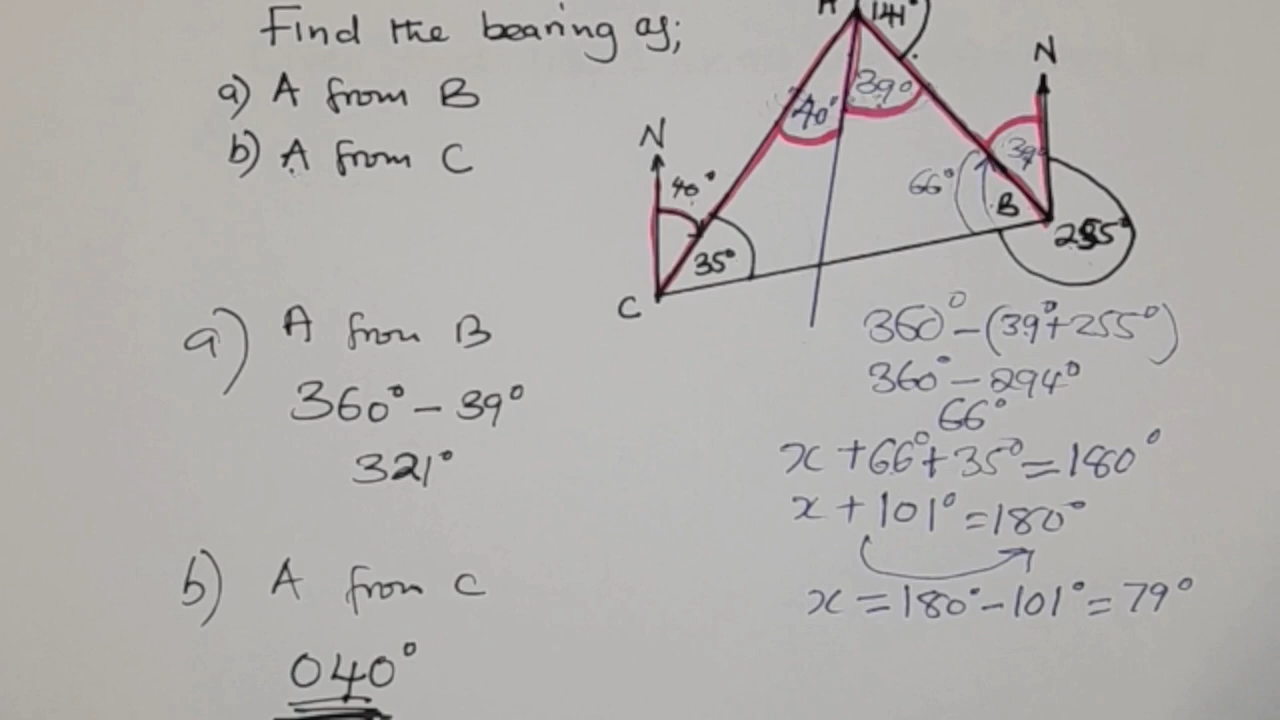 Find the bearing of;
a) A from B
b) A from C
A
141°
N
39°
40°
N
39°
66°
40°
B
35°
C
a) A from B
360° - 39°
321°
360° - (39° + 255°)
360° - 294°
66°
x + 66° + 35° = 180°
x + 101° = 180°
x = 180° - 101° = 79°
b) A from C
040°